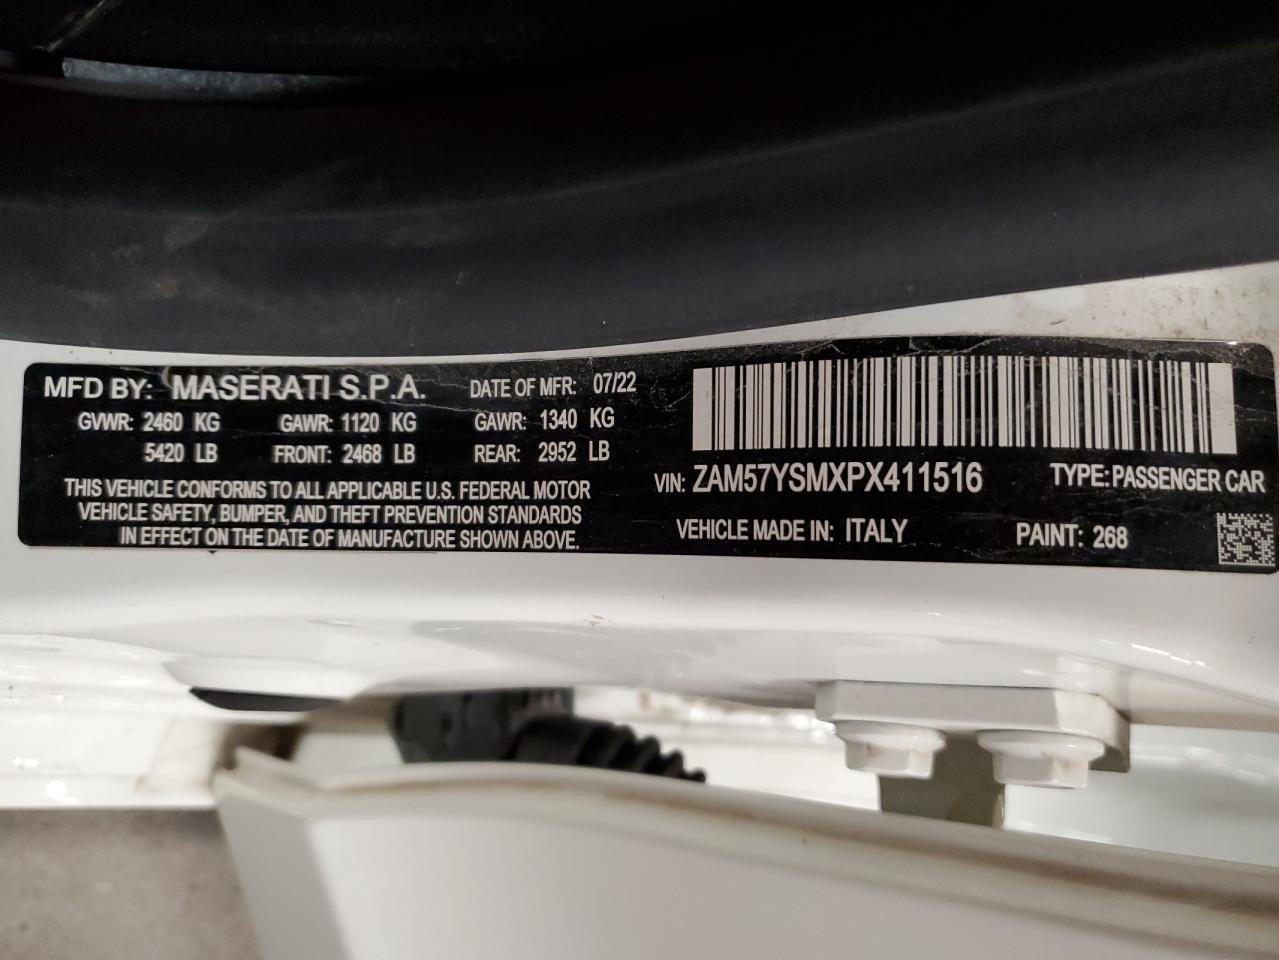 MFD BY: MASERATI S.P.A. DATE OF MFR: 07/22
GVWR: 2460 KG GAWR: 1120 KG GAWR: 1340 KG
5420 LB FRONT: 2468 LB REAR: 2952 LB
THIS VEHICLE CONFORMS TO ALL APPLICABLE U.S. FEDERAL MOTOR
VEHICLE SAFETY, BUMPER, AND THEFT PREVENTION STANDARDS
IN EFFECT ON THE DATE OF MANUFACTURE SHOWN ABOVE.
VIN: ZAM57YSMXPX411516 TYPE: PASSENGER CAR
VEHICLE MADE IN: ITALY PAINT: 268